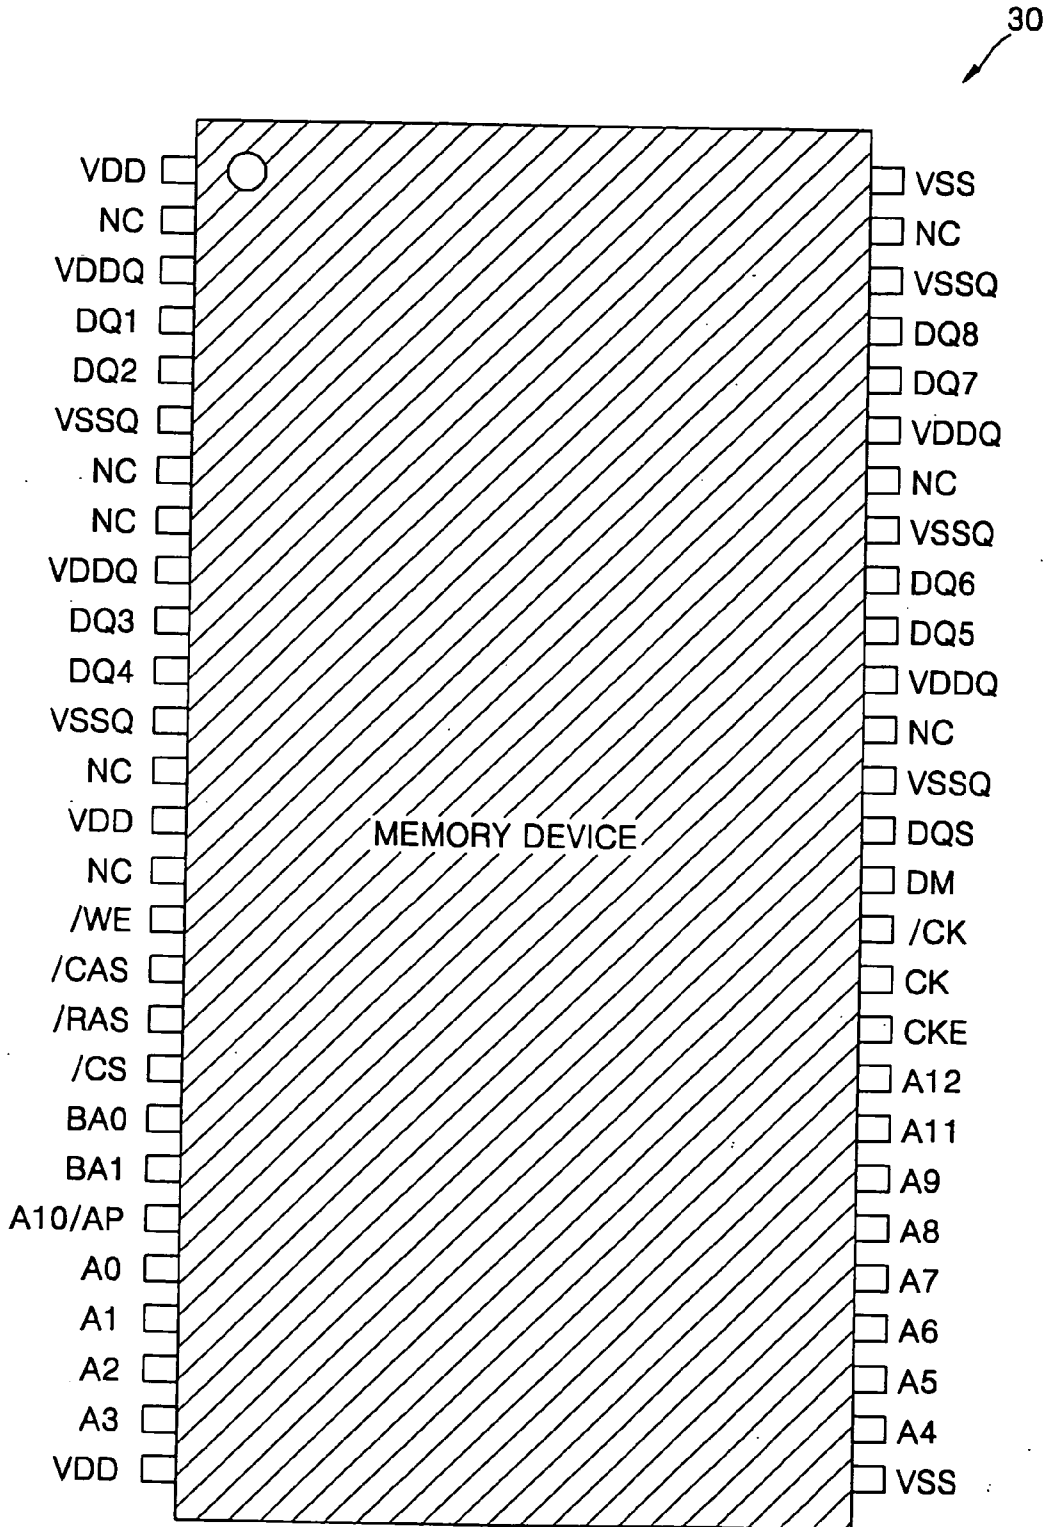 30
VDD
NC
VDDQ
DQ1
DQ2
VSSQ
NC
NC
VDDQ
DQ3
DQ4
VSSQ
NC
VDD
NC
/WE
/CAS
/RAS
/CS
BA0
BA1
A10/AP
A0
A1
A2
A3
VDD
MEMORY DEVICE
VSS
NC
VSSQ
DQ8
DQ7
VDDQ
NC
VSSQ
DQ6
DQ5
VDDQ
NC
VSSQ
DQS
DM
/CK
CK
CKE
A12
A11
A9
A8
A7
A6
A5
A4
VSS